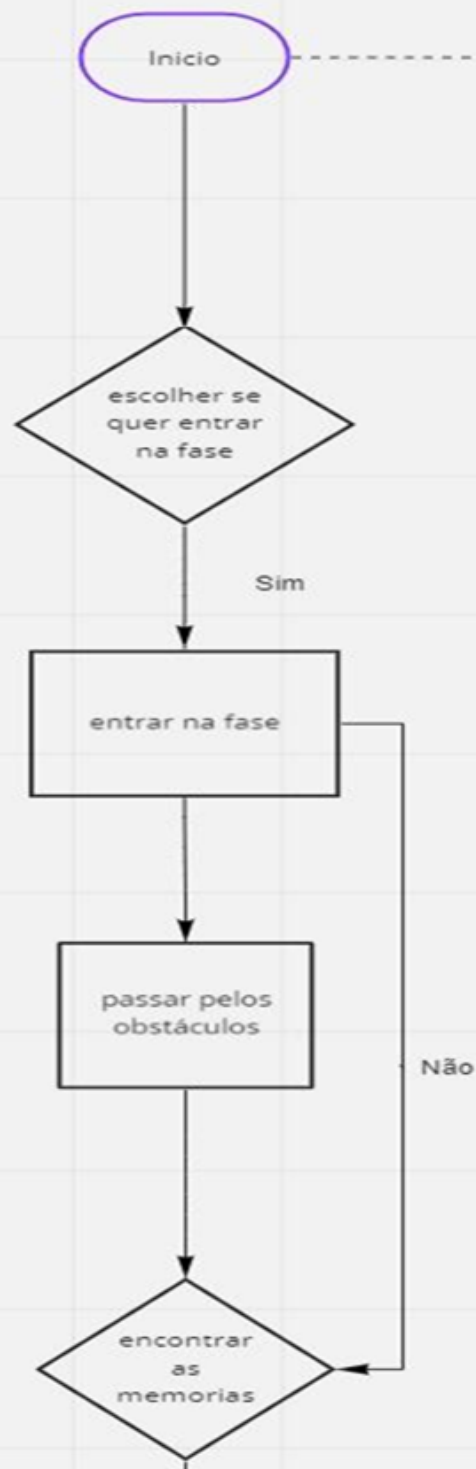 Inicio
escolher se
quer entrar
na fase
Sim
entrar na fase
passar pelos
obstáculos
Não
encontrar
as
memorias